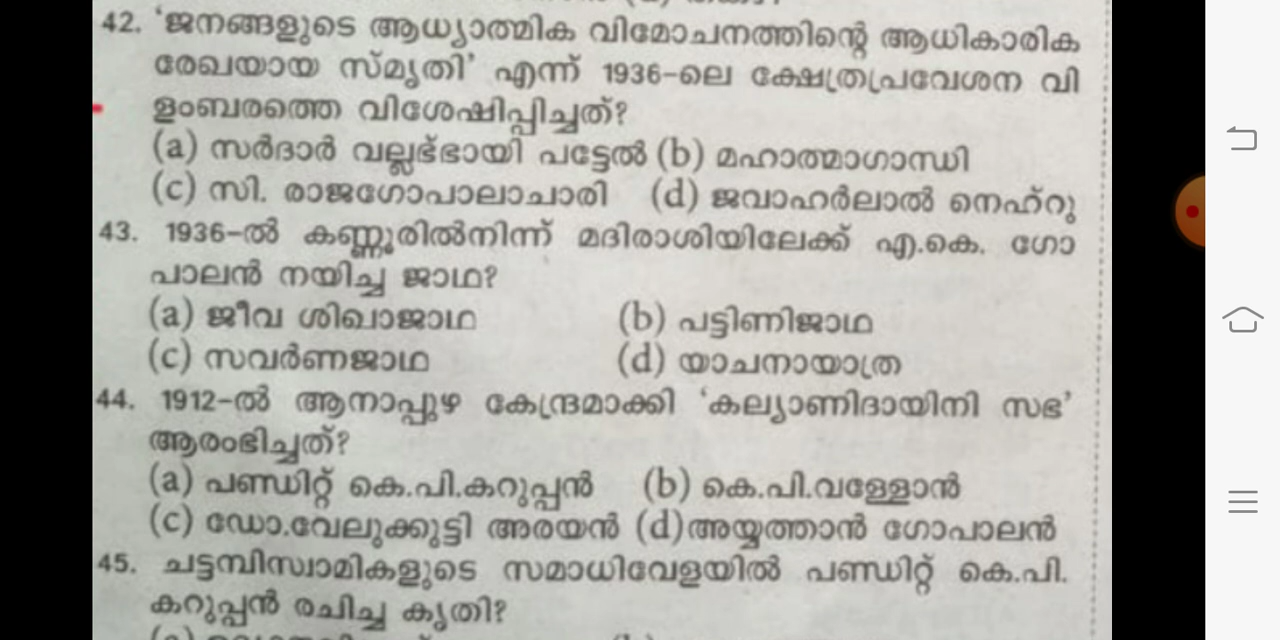 42. 'ജനങ്ങളുടെ ആധ്യാത്മിക വിമോചനത്തിന്റെ ആധികാരിക
രേഖയായ സ്മൃതി' എന്ന് 1936-ലെ ക്ഷേത്രപ്രവേശന വി
ളംബരത്തെ വിശേഷിപ്പിച്ചത്?
(a) സർദാർ വല്ലഭ്ഭായി പട്ടേൽ (b) മഹാത്മാഗാന്ധി
(c) സി. രാജഗോപാലാചാരി (d) ജവാഹർലാൽ നെഹ്റു
43. 1936-ൽ കണ്ണൂരിൽനിന്ന് മദിരാശിയിലേക്ക് എ.കെ. ഗോ
പാലൻ നയിച്ച ജാഥ?
(a) ജീവ ശിഖാജാഥ (b) പട്ടിണിജാഥ
(c) സവർണജാഥ (d) യാചനായാത്ര
44. 1912-ൽ ആനാപ്പുഴ കേന്ദ്രമാക്കി 'കല്യാണിദായിനി സഭ'
ആരംഭിച്ചത്?
(a) പണ്ഡിറ്റ് കെ.പി.കറുപ്പൻ (b) കെ.പി.വള്ളോൻ
(c) ഡോ.വേലുക്കുട്ടി അരയൻ (d)അയ്യത്താൻ ഗോപാലൻ
45. ചട്ടമ്പിസ്വാമികളുടെ സമാധിവേളയിൽ പണ്ഡിറ്റ് കെ.പി.
കറുപ്പൻ രചിച്ച കൃതി?